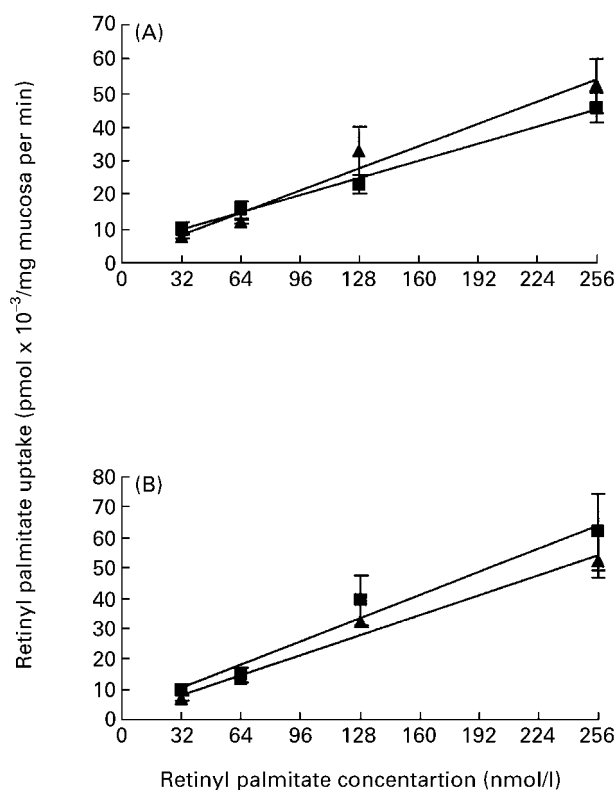 Retinyl palmitate uptake (pmol x 10⁻³/mg mucosa per min)
(A)
70
60
50
40
30
20
10
0
0 32 64 96 128 160 192 224 256
(B)
80
70
60
50
40
30
20
10
0
0 32 64 96 128 160 192 224 256
Retinyl palmitate concentartion (nmol/l)